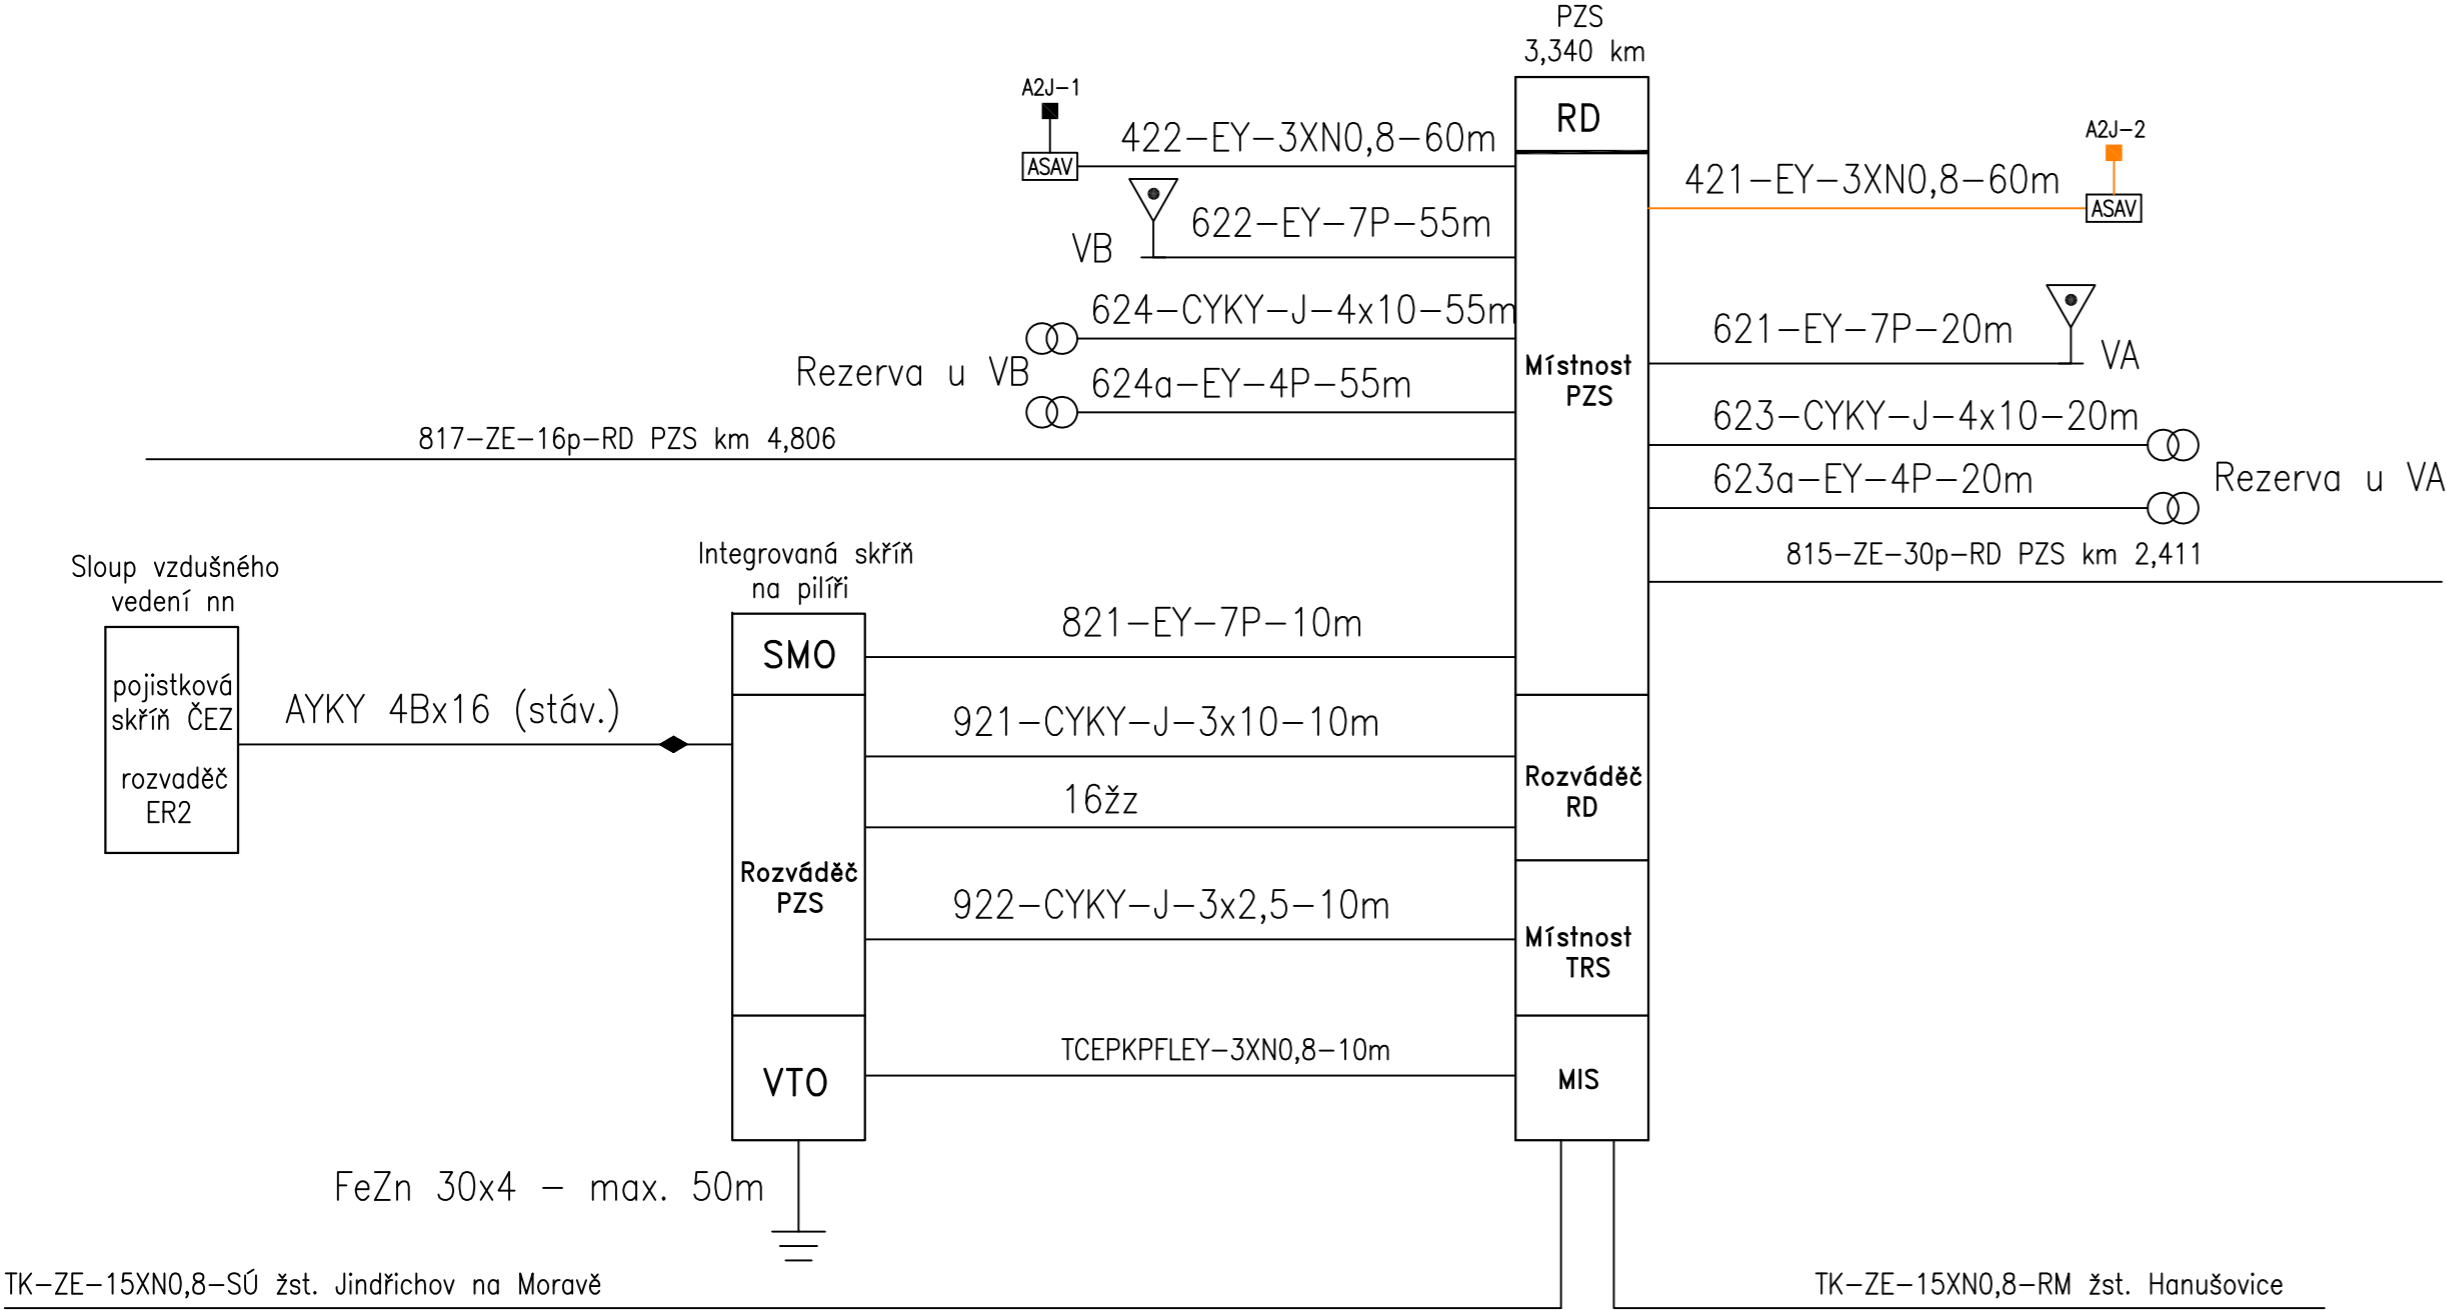 PZS
3,340 km
RD
A2J-1
ASAV
422-EY-3XN0,8-60m
A2J-2
ASAV
421-EY-3XN0,8-60m
622-EY-7P-55m
VB
624-CYKY-J-4x10-55m
Rezerva u VB
624a-EY-4P-55m
817-ZE-16p-RD PZS km 4,806
Místnost
PZS
621-EY-7P-20m
VA
623-CYKY-J-4x10-20m
623a-EY-4P-20m
Rezerva u VA
815-ZE-30p-RD PZS km 2,411
Sloup vzdušného
vedení nn
pojistková
skříň ČEZ
rozvaděč
ER2
AYKY 4Bx16 (stáv.)
Integrovaná skříň
na pilíři
SMO
821-EY-7P-10m
921-CYKY-J-3x10-10m
16žz
Rozváděč
RD
Rozváděč
PZS
922-CYKY-J-3x2,5-10m
Místnost
TRS
VTO
TCEPKPFLEY-3XN0,8-10m
MIS
FeZn 30x4 - max. 50m
TK-ZE-15XN0,8-SÚ žst. Jindřichov na Moravě
TK-ZE-15XN0,8-RM žst. Hanušovice